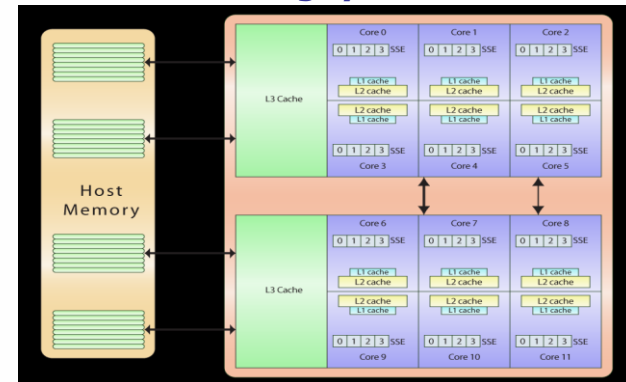 Core 0 Core 1 Core 2
0 1 2 3 SSE 0 1 2 3 SSE 0 1 2 3 SSE
L1 cache L1 cache L1 cache
L2 cache L2 cache L2 cache
L3 Cache
L2 cache L2 cache L2 cache
L1 cache L1 cache L1 cache
0 1 2 3 SSE 0 1 2 3 SSE 0 1 2 3 SSE
Core 3 Core 4 Core 5
Host
Memory
Core 6 Core 7 Core 8
0 1 2 3 SSE 0 1 2 3 SSE 0 1 2 3 SSE
L1 cache L1 cache L1 cache
L2 cache L2 cache L2 cache
L3 Cache
L2 cache L2 cache L2 cache
L1 cache L1 cache L1 cache
0 1 2 3 SSE 0 1 2 3 SSE 0 1 2 3 SSE
Core 9 Core 10 Core 11